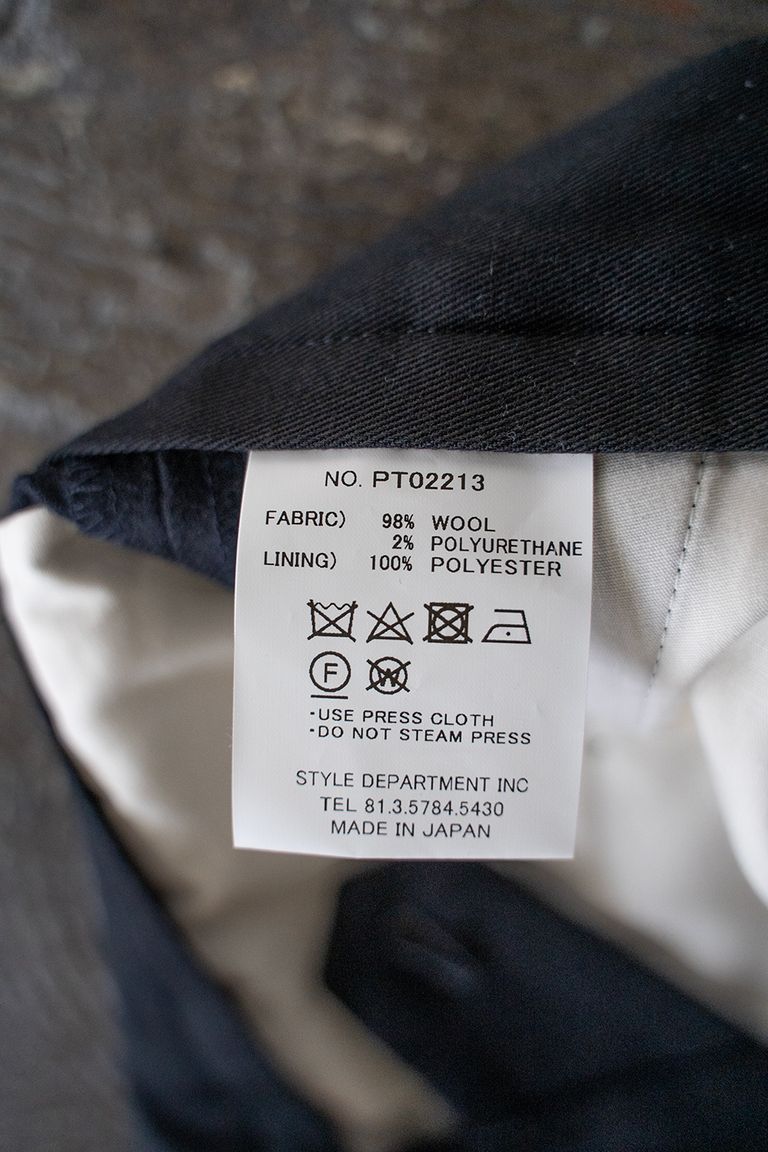 NO. PT02213
FABRIC) 98% WOOL
2% POLYURETHANE
LINING) 100% POLYESTER
F W
·USE PRESS CLOTH
·DO NOT STEAM PRESS
STYLE DEPARTMENT INC
TEL 81.3.5784.5430
MADE IN JAPAN